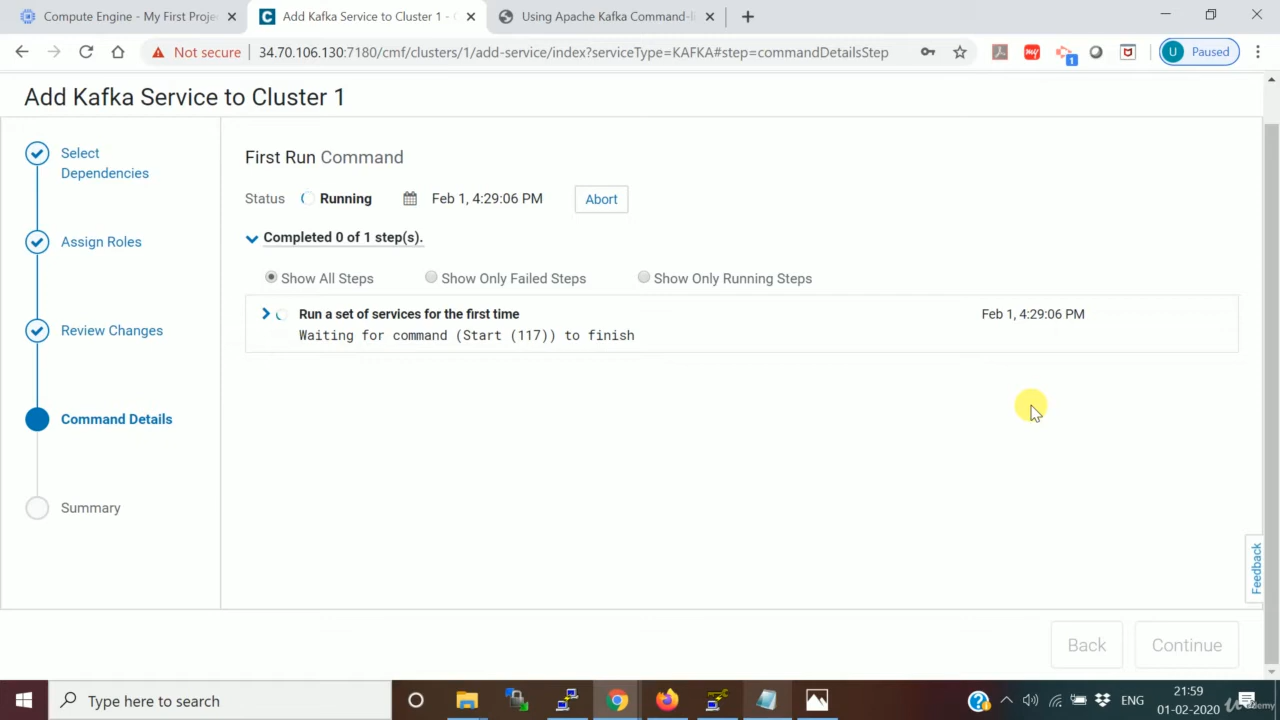 Compute Engine - My First Proje
Add Kafka Service to Cluster 1 -
Using Apache Kafka Command-li
Not secure
34.70.106.130:7180/cmf/clusters/1/add-service/index?serviceType=KAFKA#step=commandDetailsStep
my
1
U
Paused
Add Kafka Service to Cluster 1
Select
Dependencies
Assign Roles
Review Changes
Command Details
Summary
First Run Command
Status
Running
Feb 1, 4:29:06 PM
Abort
Completed 0 of 1 step(s).
Show All Steps
Show Only Failed Steps
Show Only Running Steps
Run a set of services for the first time
Feb 1, 4:29:06 PM
Waiting for command (Start (117)) to finish
Feedback
Back
Continue
Type here to search
ENG
21:59
01-02-2020
Udemy